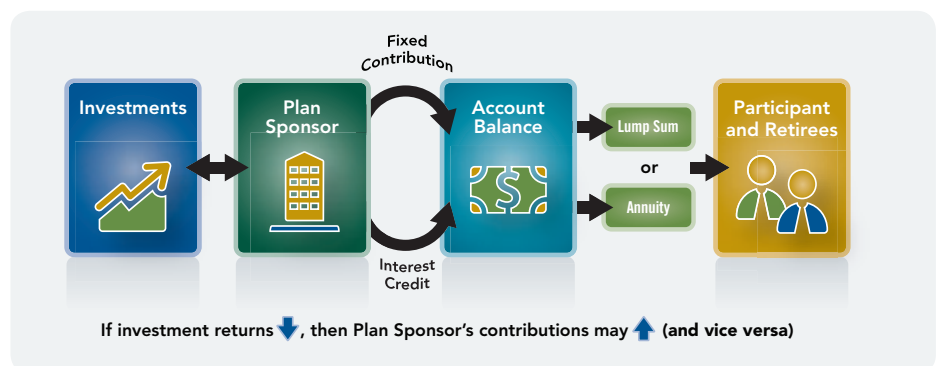 Fixed
Contribution
Investments
Plan
Sponsor
Account
Balance
Lump Sum
or
Annuity
Participant
and Retirees
$
Interest
Credit
If investment returns , then Plan Sponsor’s contributions may (and vice versa)